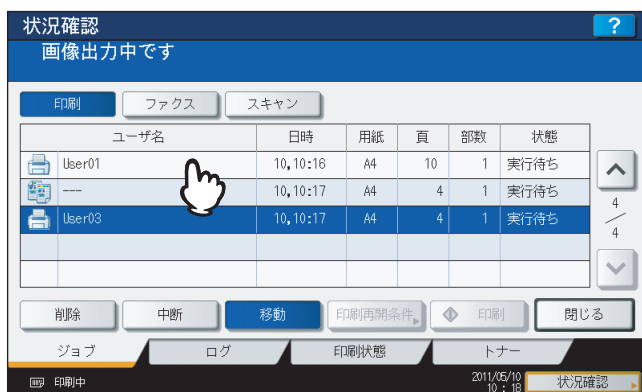 状況確認 ?
画像出力中です
印刷 ファクス スキャン
ユーザ名 日時 用紙 頁 部数 状態
User01 10,10:16 A4 10 1 実行待ち
--- 10,10:17 A4 4 1 実行待ち
User03 10,10:17 A4 4 1 実行待ち
4
4
削除 中断 移動 印刷再開条件 印刷 閉じる
ジョブ ログ 印刷状態 トナー
印刷中 2011/05/10
10 : 18 状況確認